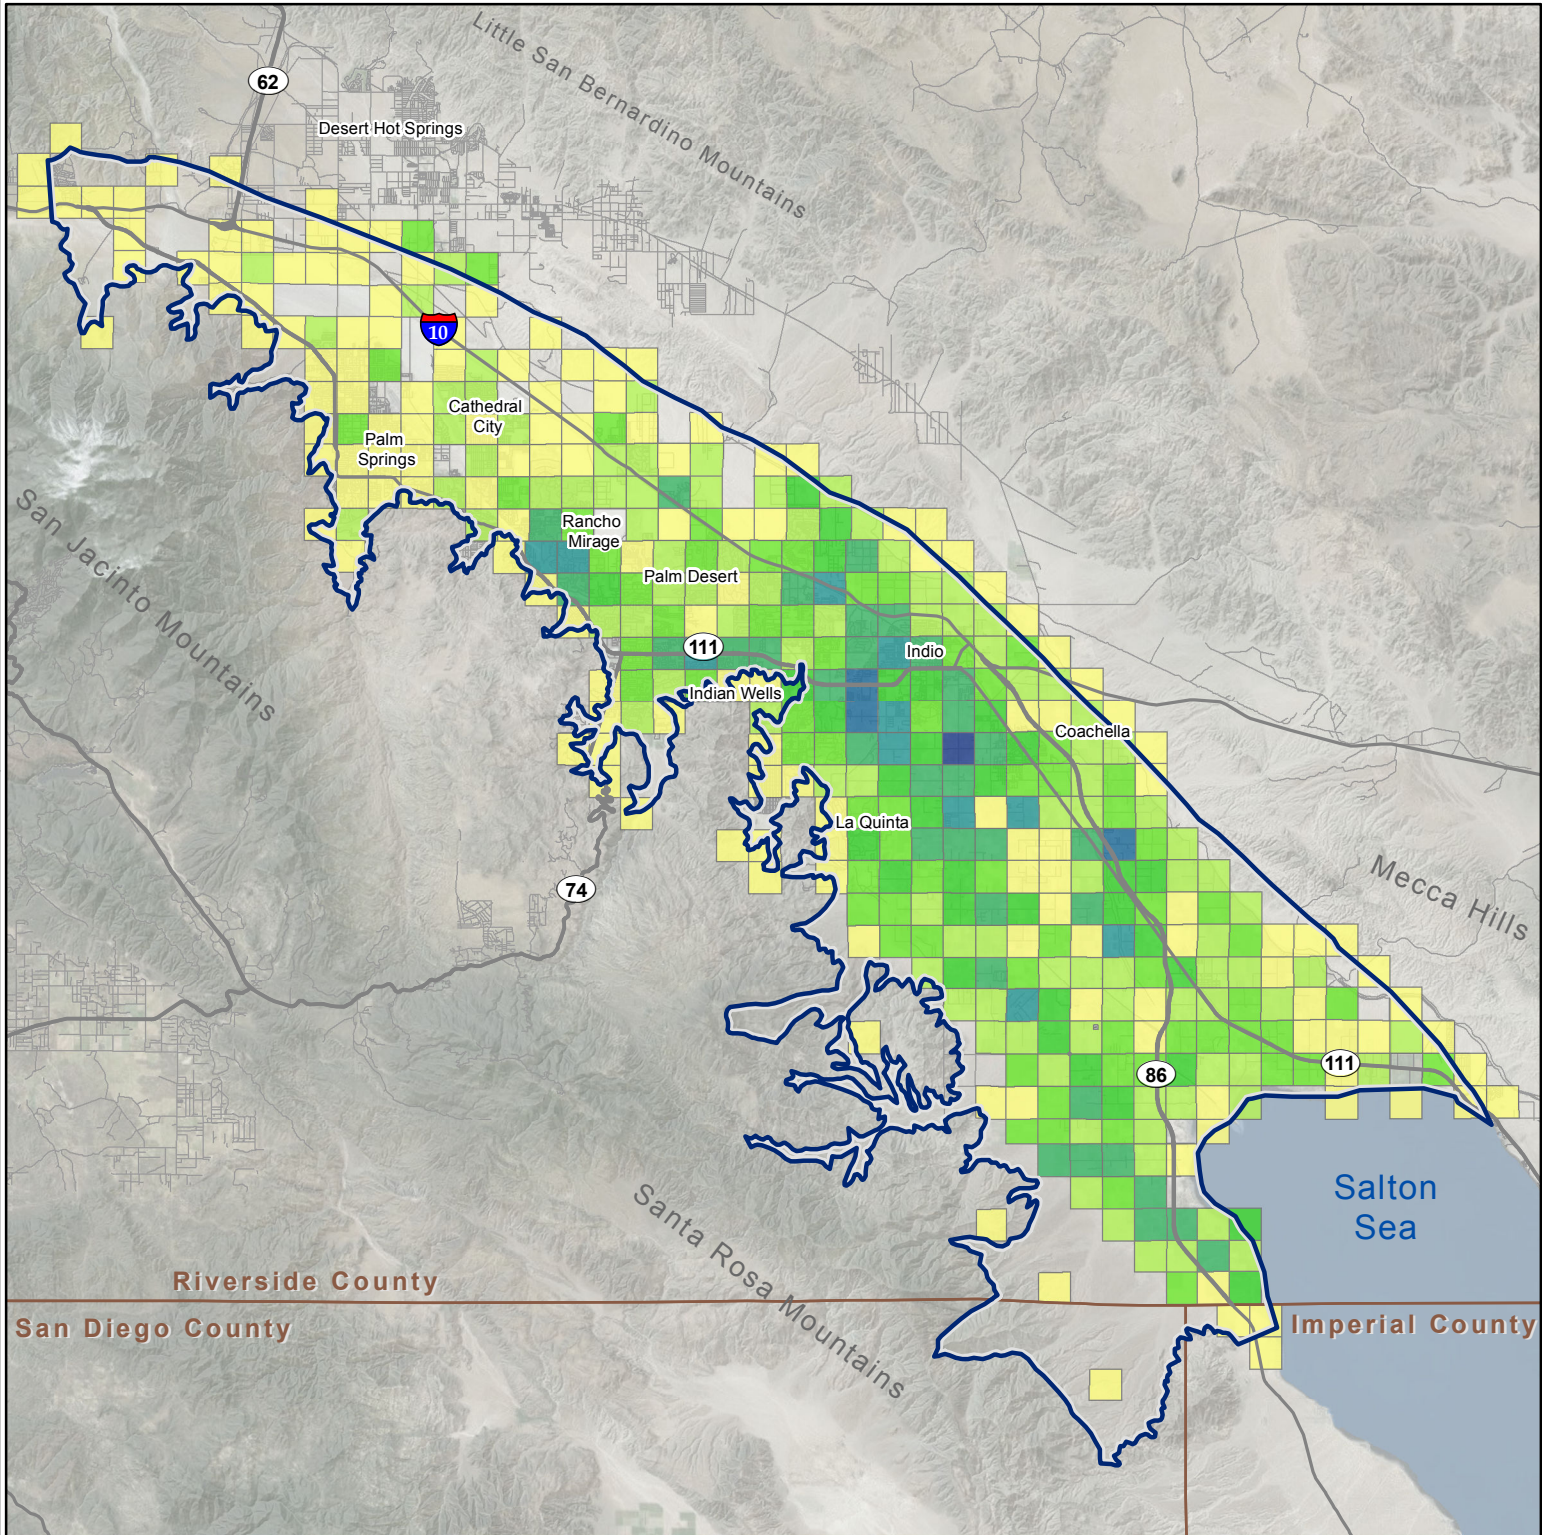 Little San Bernardino Mountains
62
Desert Hot Springs
10
Cathedral
City
Palm
Springs
San Jacinto Mountains
Rancho
Mirage
Palm Desert
111
Indio
Indian Wells
Coachella
La Quinta
74
Mecca Hills
86
111
Salton
Sea
Santa Rosa Mountains
Riverside County
San Diego County
Imperial County